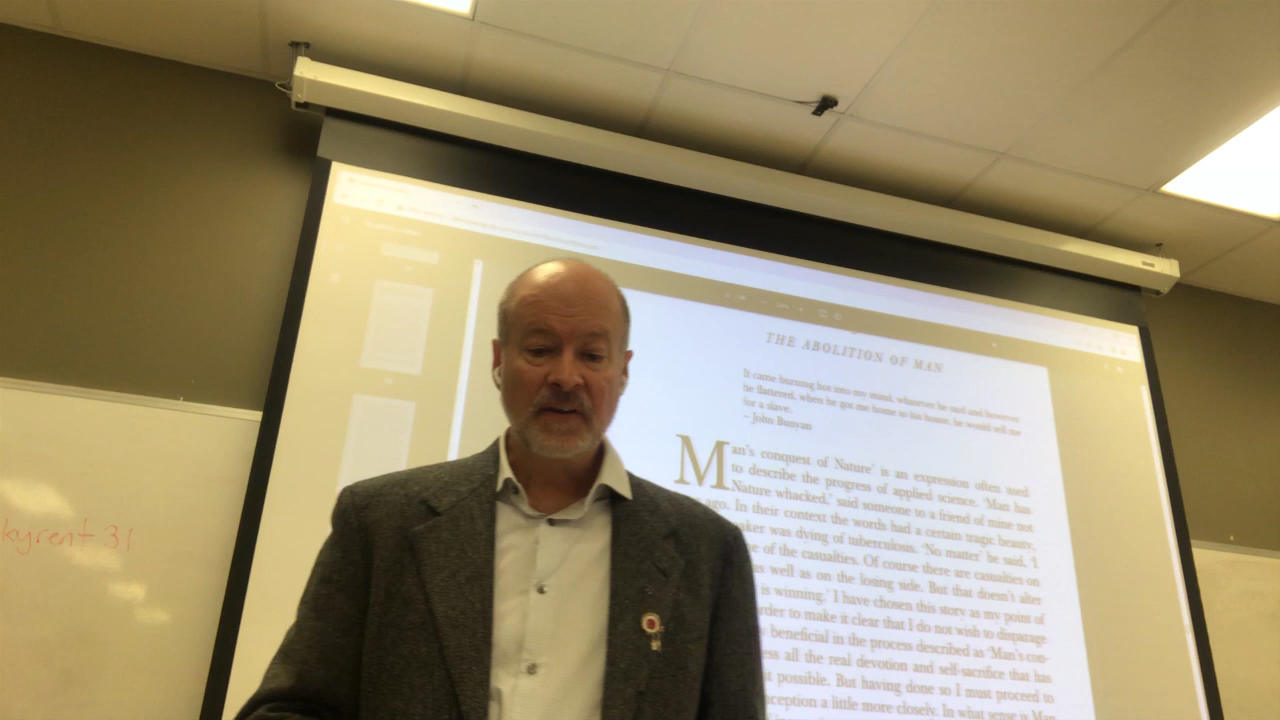 kyrent 31
THE ABOLITION OF MAN
It came burning hot into my mind, whatever he said and however
he flattered, when he got me home to his house, he would sell me
for a slave.
– John Bunyan
Man's conquest of Nature' is an expression often used
to describe the progress of applied science. 'Man has
Nature whacked,' said someone to a friend of mine not
ago. In their context the words had a certain tragic beauty,
aker was dying of tuberculosis. 'No matter' he said, 'I
e of the casualties. Of course there are casualties on
as well as on the losing side. But that doesn't alter
is winning.' I have chosen this story as my point of
rder to make it clear that I do not wish to disparage
beneficial in the process described as 'Man's con-
ess all the real devotion and self-sacrifice that has
t possible. But having done so I must proceed to
nception a little more closely. In what sense is Man